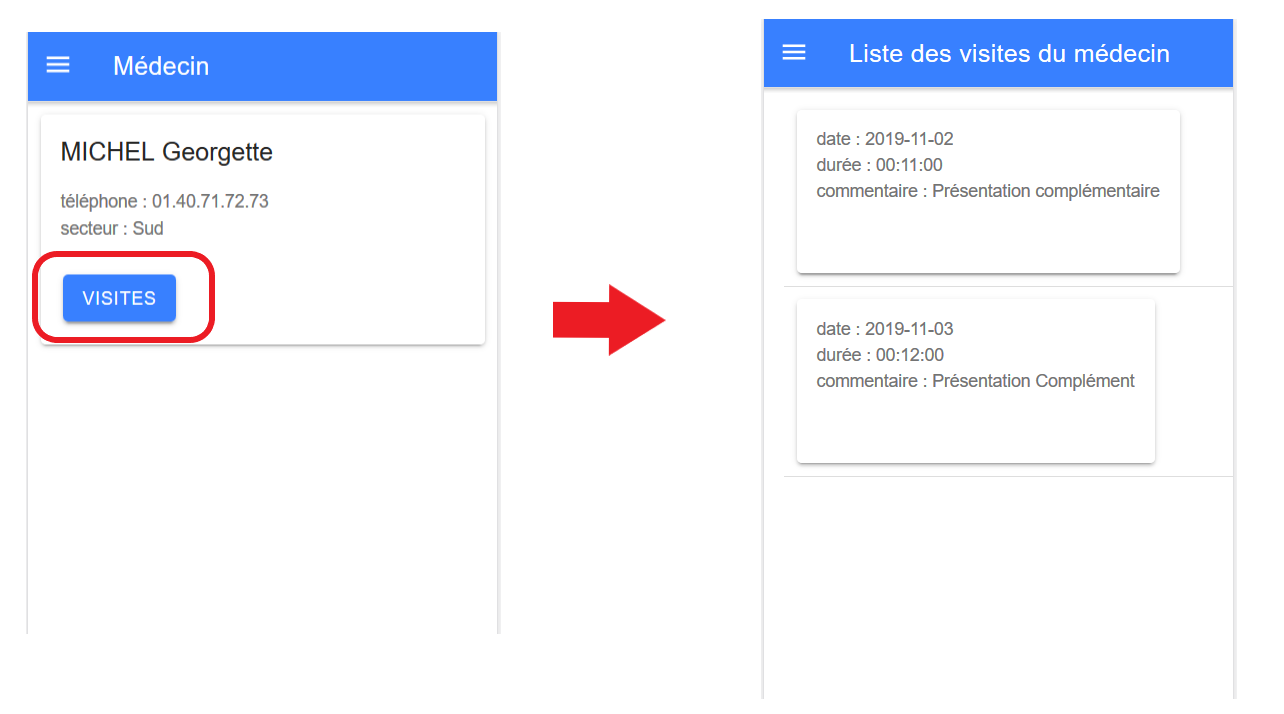 Médecin
MICHEL Georgette
téléphone : 01.40.71.72.73
secteur : Sud
VISITES
Liste des visites du médecin
date : 2019-11-02
durée : 00:11:00
commentaire : Présentation complémentaire
date : 2019-11-03
durée : 00:12:00
commentaire : Présentation Complément